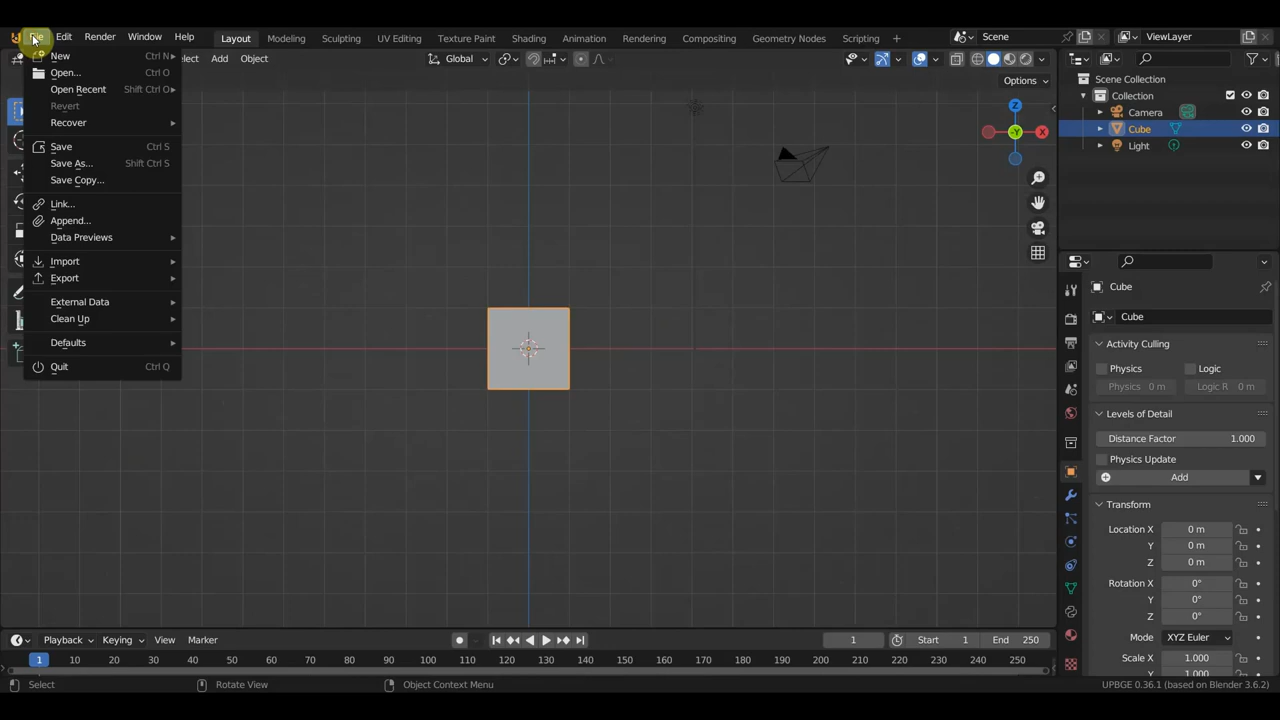 File Edit Render Window Help Layout Modeling Sculpting UV Editing Texture Paint Shading Animation Rendering Compositing Geometry Nodes Scripting + Scene ViewLayer
Add Object Global
Options
New Ctrl N
Open... Ctrl O
Open Recent Shift Ctrl O
Revert
Recover
Save Ctrl S
Save As... Shift Ctrl S
Save Copy...
Link...
Append...
Data Previews
Import
Export
External Data
Clean Up
Defaults
Quit Ctrl Q
Z
-Y X
Scene Collection
Collection
Camera
Cube
Light
Cube
Cube
Activity Culling
Physics Logic
Physics 0 m Logic R 0 m
Levels of Detail
Distance Factor 1.000
Physics Update
Add
Transform
Location X 0 m
Y 0 m
Z 0 m
Rotation X 0°
Y 0°
Z 0°
Mode XYZ Euler
Scale X 1.000
Playback Keying View Marker 1 Start 1 End 250
1 10 20 30 40 50 60 70 80 90 100 110 120 130 140 150 160 170 180 190 200 210 220 230 240 250
Select Rotate View Object Context Menu UPBGE 0.36.1 (based on Blender 3.6.2)